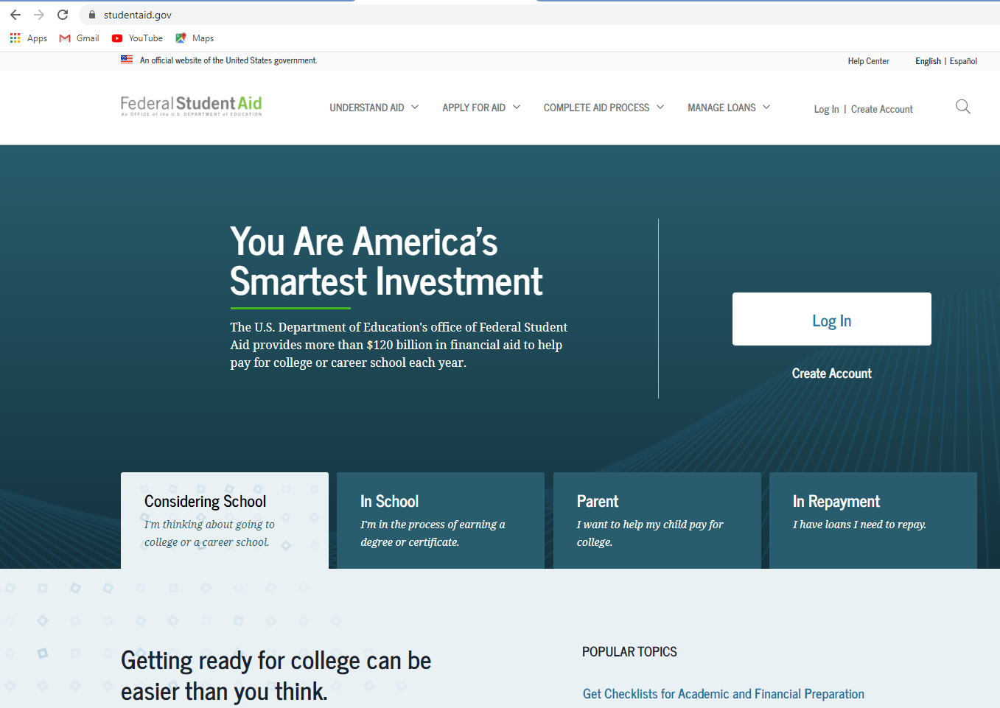 studentaid.gov
Apps Gmail YouTube Maps
An official website of the United States government.
Help Center English | Español
Federal Student Aid
An OFFICE of the U.S. DEPARTMENT of EDUCATION
UNDERSTAND AID APPLY FOR AID COMPLETE AID PROCESS MANAGE LOANS
Log In | Create Account
You Are America’s
Smartest Investment
The U.S. Department of Education's office of Federal Student
Aid provides more than $120 billion in financial aid to help
pay for college or career school each year.
Log In
Create Account
Considering School
I'm thinking about going to
college or a career school.
In School
I'm in the process of earning a
degree or certificate.
Parent
I want to help my child pay for
college.
In Repayment
I have loans I need to repay.
Getting ready for college can be
easier than you think.
POPULAR TOPICS
Get Checklists for Academic and Financial Preparation